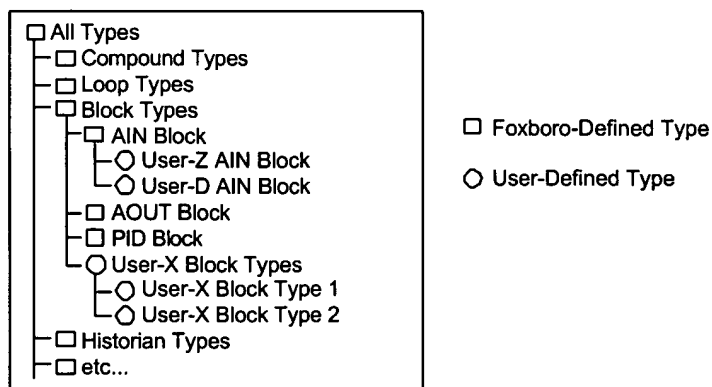 All Types
Compound Types
Loop Types
Block Types
AIN Block
User-Z AIN Block
User-D AIN Block
AOUT Block
PID Block
User-X Block Types
User-X Block Type 1
User-X Block Type 2
Historian Types
etc...
Foxboro-Defined Type
User-Defined Type